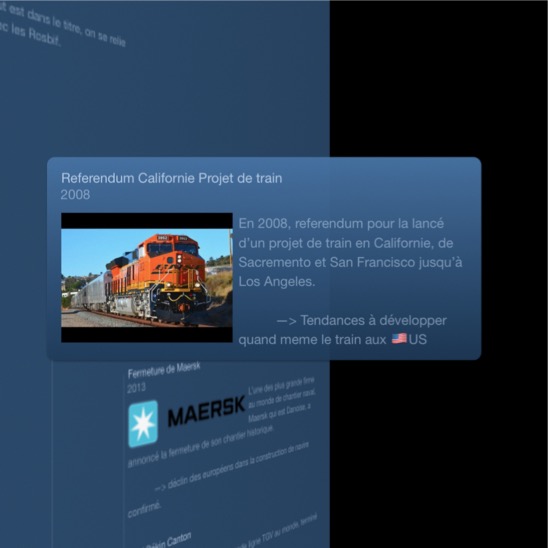 it est dans le titre, on se relie
ec les Rosbif.
Referendum Californie Projet de train
2008
En 2008, referendum pour la lancé
d'un projet de train en Californie, de
Sacremento et San Francisco jusqu'à
Los Angeles.
—> Tendances à développer
quand meme le train aux 🇺🇸US
Fermeture de Maersk
2013
MAERSK
L'une des plus grande firme
au monde de chantier naval,
Maersk qui est Danoise, a
annoncé la fermeture de son chantier historique.
—> déclin des européens dans la construction de navire
confirmé.
Canton
de ligne TGV au monde, terminé